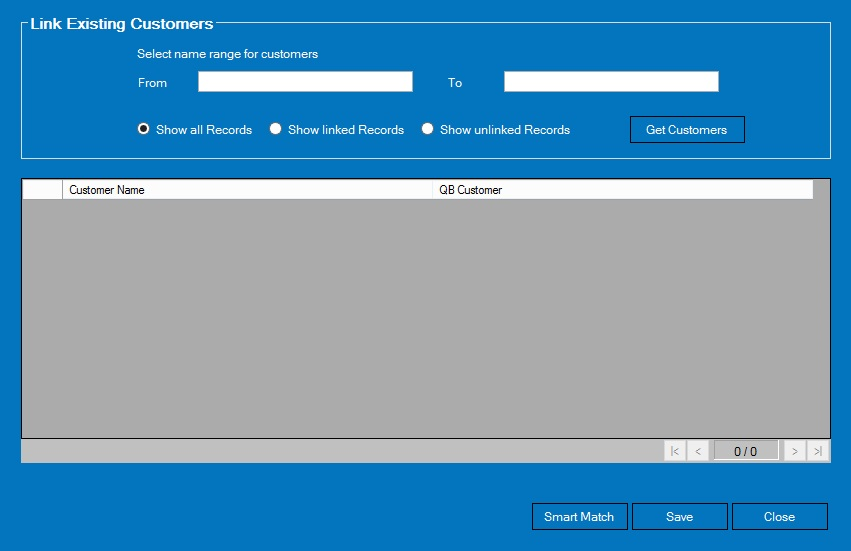 Link Existing Customers
Select name range for customers
From To
Show all Records Show linked Records Show unlinked Records Get Customers
Customer Name QB Customer
|< < 0 / 0 > >|
Smart Match Save Close